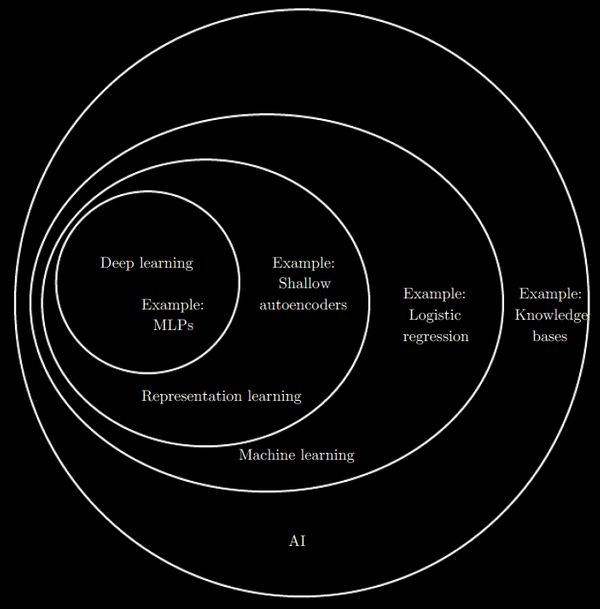 Deep learning
Example:
MLPs
Example:
Shallow
autoencoders
Example:
Logistic
regression
Example:
Knowledge
bases
Representation learning
Machine learning
AI